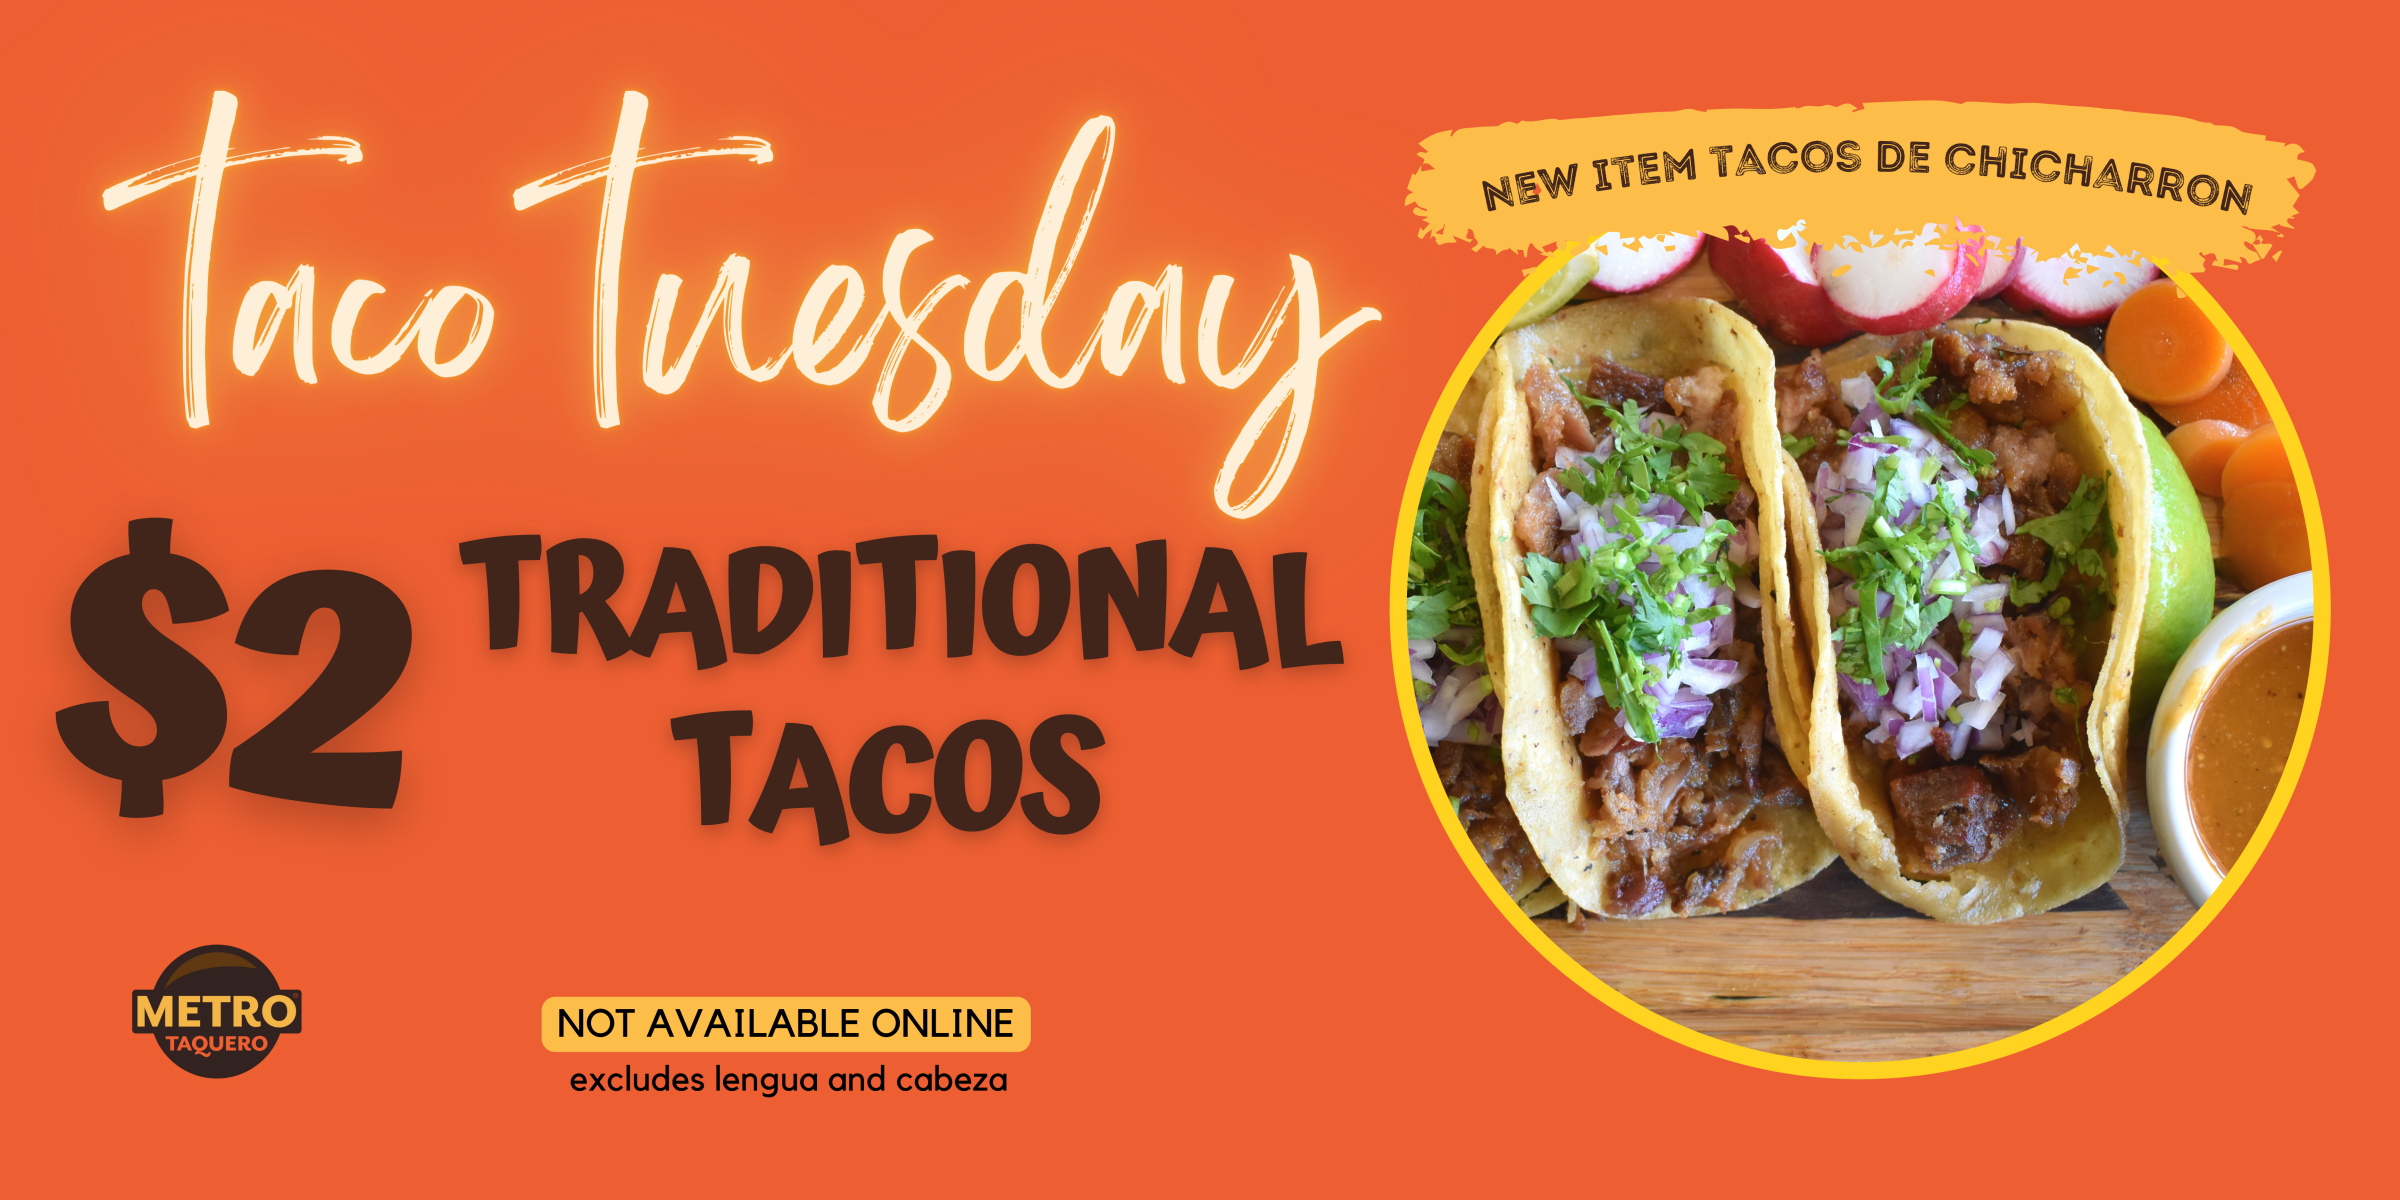 Taco Tuesday
$2 TRADITIONAL
TACOS
NEW ITEM TACOS DE CHICHARRON
METRO
TAQUERO
NOT AVAILABLE ONLINE
excludes lengua and cabeza